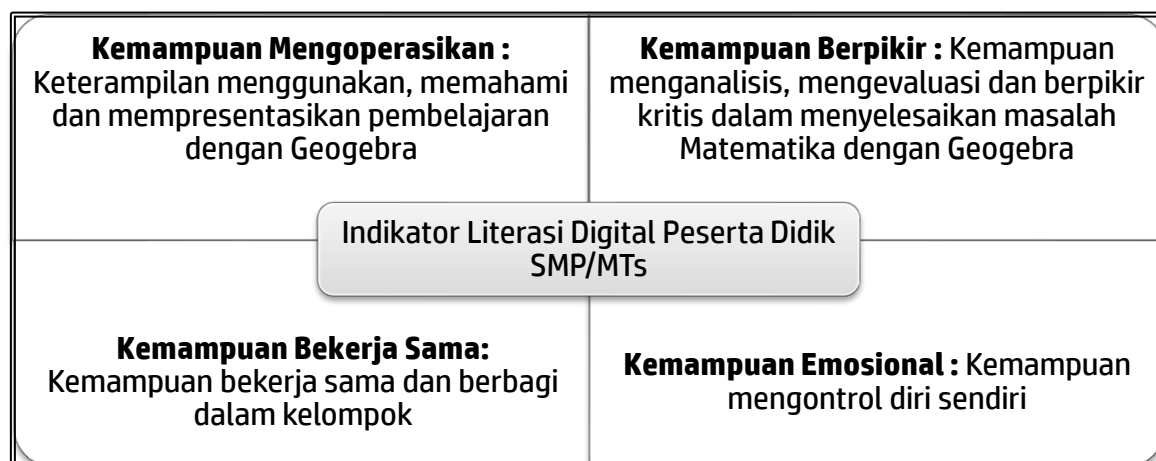 Kemampuan Mengoperasikan :
Keterampilan menggunakan, memahami
dan mempresentasikan pembelajaran
dengan Geogebra
Kemampuan Berpikir : Kemampuan
menganalisis, mengevaluasi dan berpikir
kritis dalam menyelesaikan masalah
Matematika dengan Geogebra
Indikator Literasi Digital Peserta Didik
SMP/MTs
Kemampuan Bekerja Sama:
Kemampuan bekerja sama dan berbagi
dalam kelompok
Kemampuan Emosional : Kemampuan
mengontrol diri sendiri